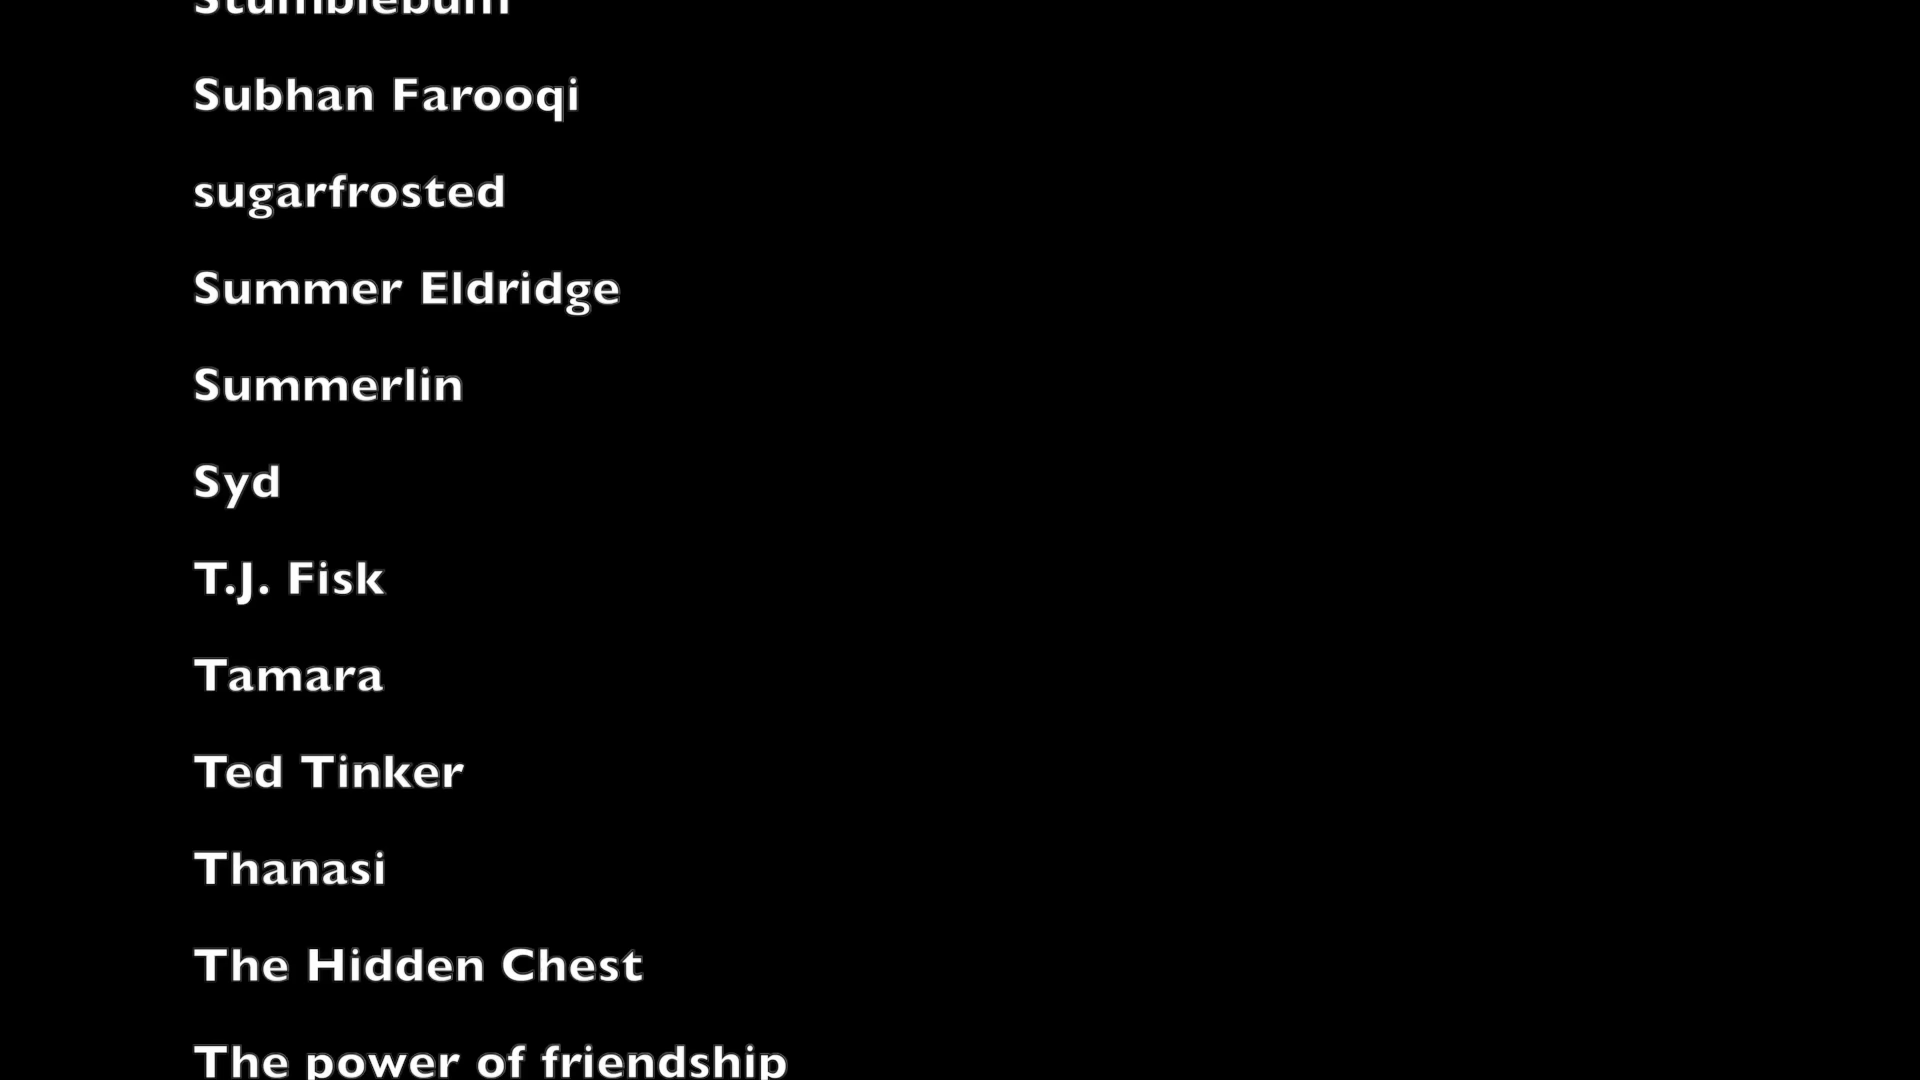 Stumblebum
Subhan Farooqi
sugarfrosted
Summer Eldridge
Summerlin
Syd
T.J. Fisk
Tamara
Ted Tinker
Thanasi
The Hidden Chest
The power of friendship